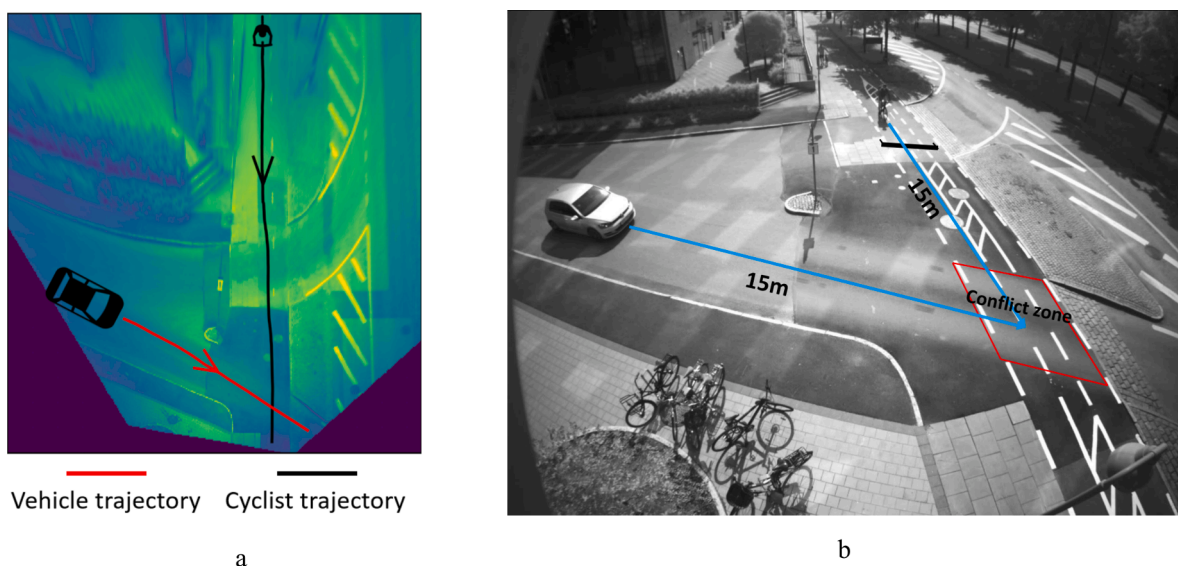 Vehicle trajectory
Cyclist trajectory
a
15m
15m
Conflict zone
b